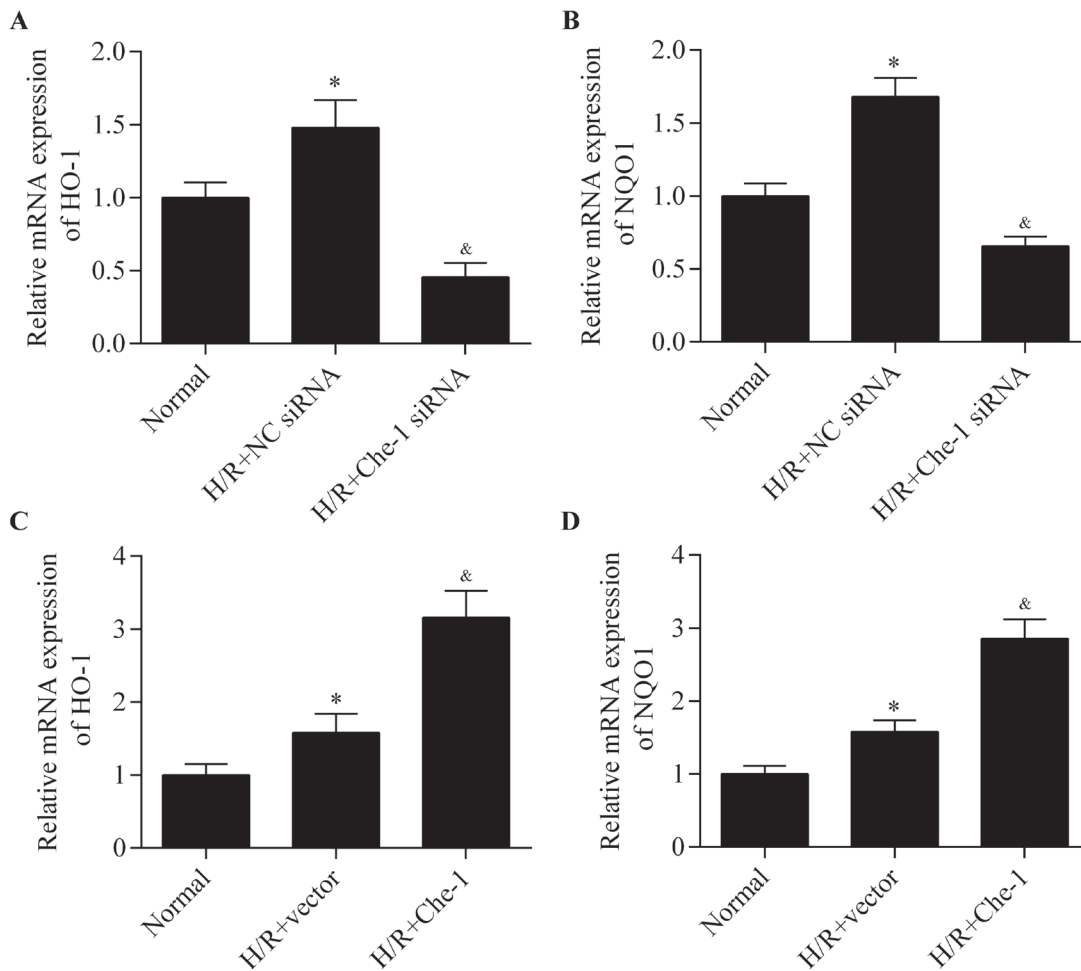 A
Relative mRNA expression
of HO-1
2.0
1.5
1.0
0.5
0.0
*
&
Normal
H/R+NC siRNA
H/R+Che-1 siRNA
B
Relative mRNA expression
of NQO1
2.0
1.5
1.0
0.5
0.0
*
&
Normal
H/R+NC siRNA
H/R+Che-1 siRNA
C
Relative mRNA expression
of HO-1
4
3
2
1
0
*
&
Normal
H/R+vector
H/R+Che-1
D
Relative mRNA expression
of NQO1
4
3
2
1
0
*
&
Normal
H/R+vector
H/R+Che-1